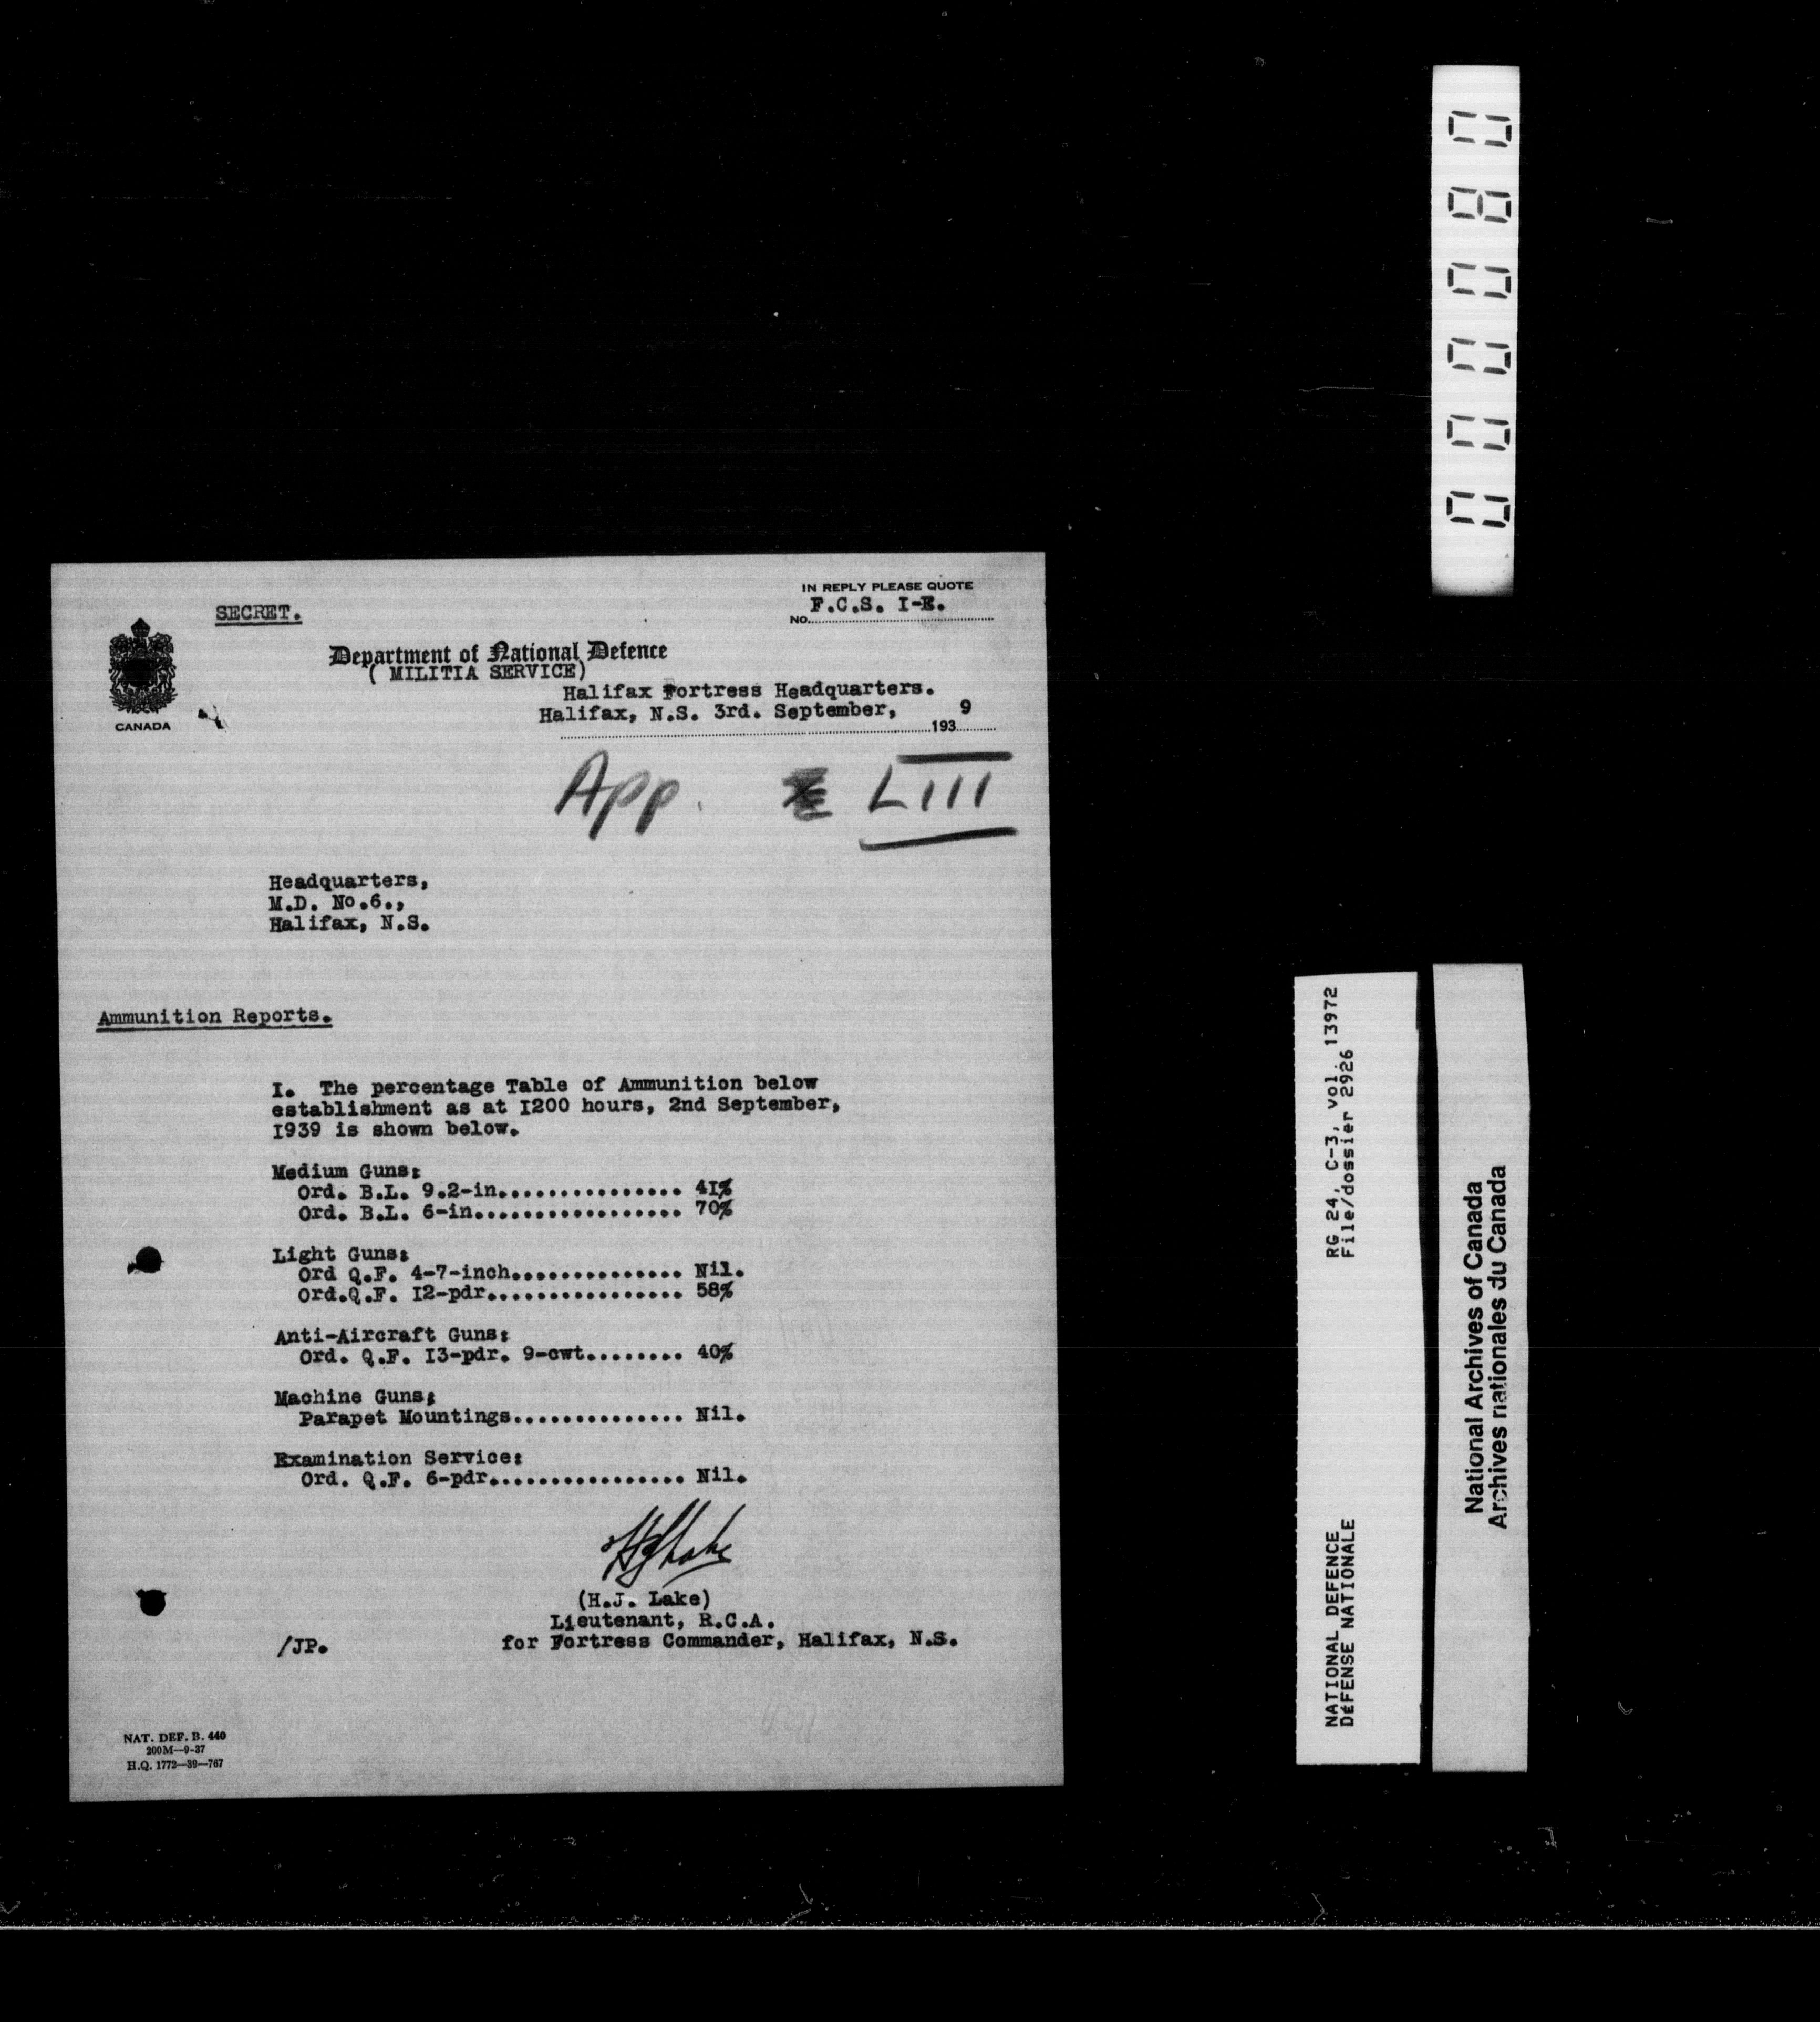 SECRET.
IN REPLY PLEASE QUOTE
F.C.S. I-E.
NO.
Department of National Defence
( MILITIA SERVICE)
Halifax Fortress Headquarters.
Halifax, N.S. 3rd. September, 1939
CANADA
App. LIII
Headquarters,
M.D. No.6.,
Halifax, N.S.
Ammunition Reports.
I. The percentage Table of Ammunition below
establishment as at I200 hours, 2nd September,
I939 is shown below.
Medium Guns:
Ord. B.L. 9.2-in............... 4I%
Ord. B.L. 6-in................. 70%
Light Guns:
Ord Q.F. 4-7-inch.............. Nil.
Ord.Q.F. I2-pdr................ 58%
Anti-Aircraft Guns:
Ord. Q.F. I3-pdr. 9-cwt........ 40%
Machine Guns:
Parapet Mountings.............. Nil.
Examination Service:
Ord. Q.F. 6-pdr................ Nil.
(H.J. Lake)
Lieutenant, R.C.A.
for Fortress Commander, Halifax, N.S.
/JP.
NAT. DEF. B. 440
200M—9-37
H.Q. 1772—39—767
000080
RG 24, C-3, vol. 13972
File/dossier 2926
NATIONAL DEFENCE
DéFENSE NATIONALE
National Archives of Canada
Archives nationales du Canada